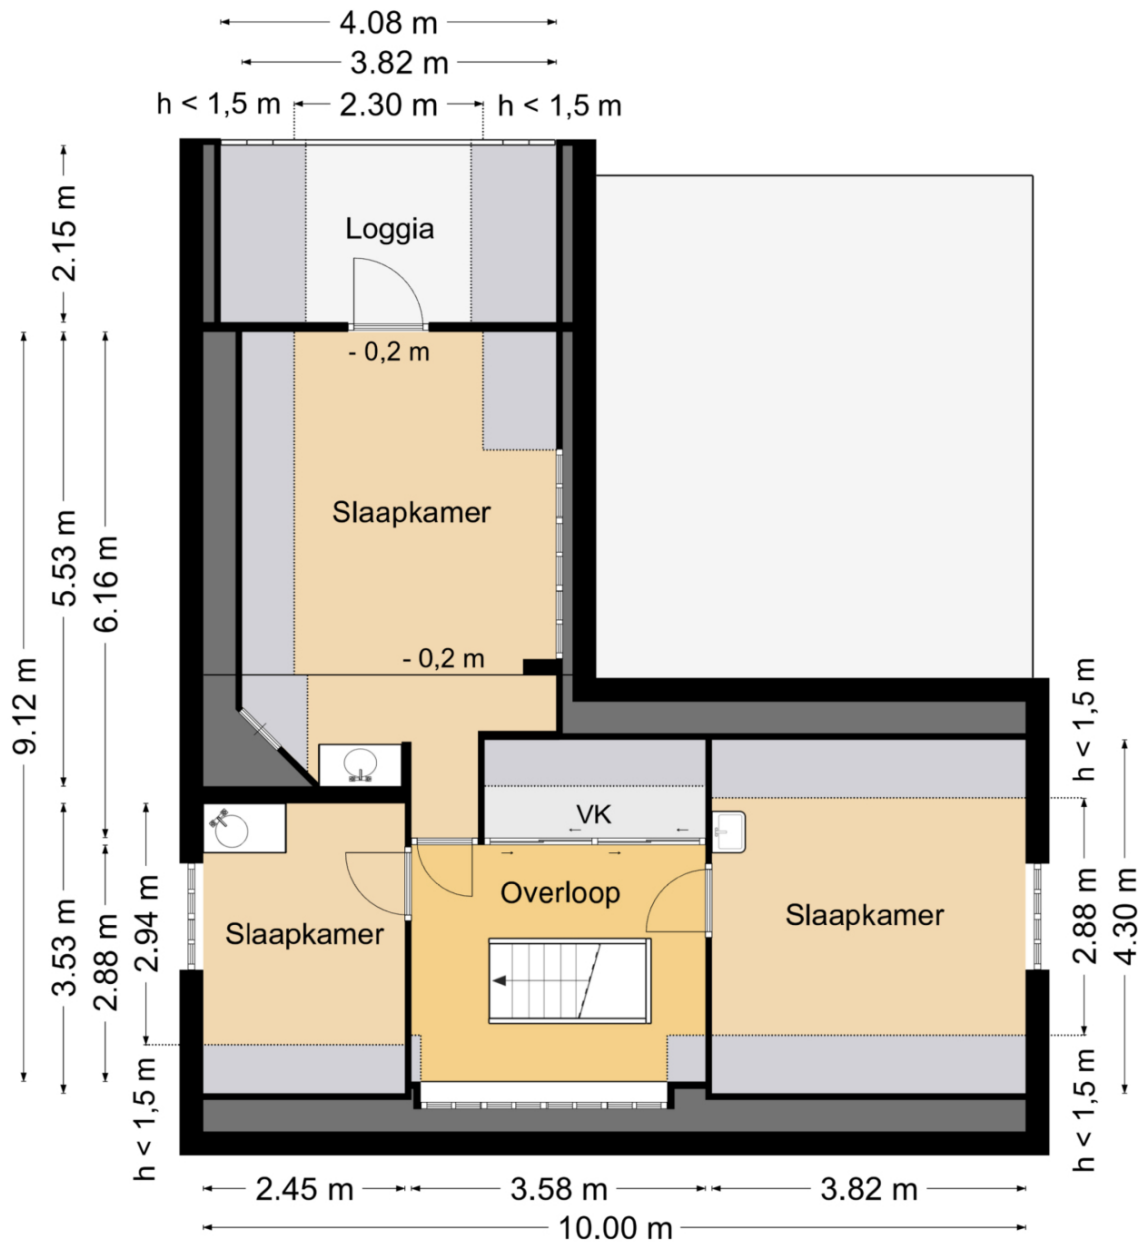 4.08 m
3.82 m
h < 1,5 m
2.30 m
h < 1,5 m
2.15 m
Loggia
- 0,2 m
Slaapkamer
5.53 m
6.16 m
9.12 m
- 0,2 m
h < 1,5 m
VK
Overloop
Slaapkamer
Slaapkamer
3.53 m
2.88 m
2.94 m
2.88 m
4.30 m
h < 1,5 m
h < 1,5 m
2.45 m
3.58 m
3.82 m
10.00 m